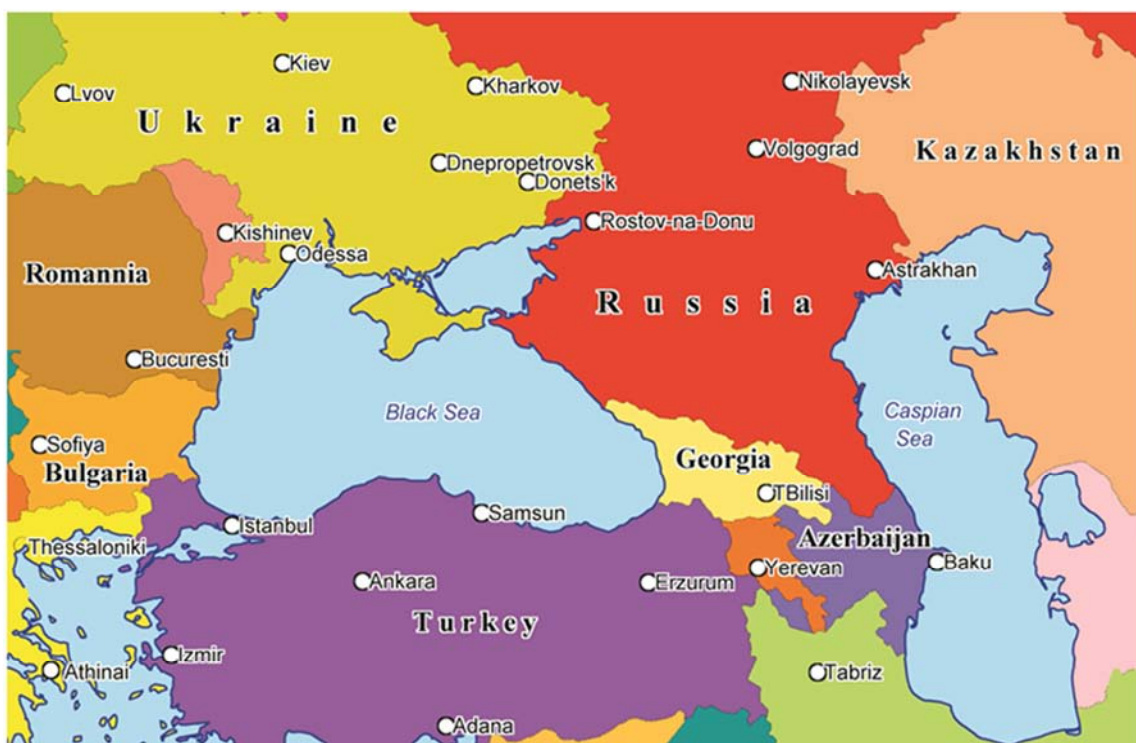 Kiev
Lvov
Kharkov
Nikolayevsk
Ukraine
Volgograd
Kazakhstan
Dnepropetrovsk
Donets'k
Rostov-na-Donu
Kishinev
Odessa
Romannia
Astrakhan
Russia
Bucuresti
Black Sea
Caspian
Sea
Sofiya
Bulgaria
Georgia
TBilisi
Samsun
Istanbul
Azerbaijan
Thessaloniki
Baku
Yerevan
Ankara
Erzurum
Turkey
Izmir
Athinai
Tabriz
Adana